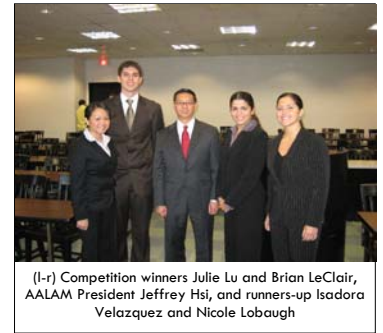 (l-r) Competition winners Julie Lu and Brian LeClair,
AALAM President Jeffrey Hsi, and runners-up Isadora
Velazquez and Nicole Lobaugh